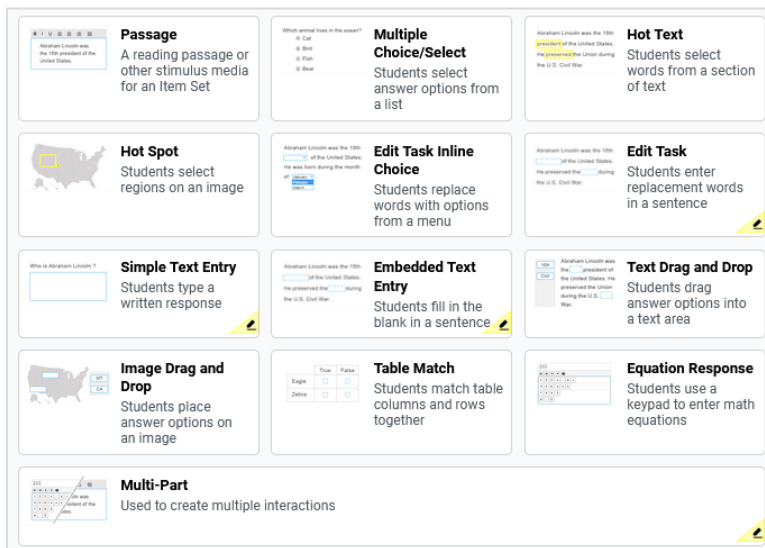 Passage
A reading passage or
other stimulus media
for an Item Set
Abraham Lincoln was
the 16th president of the
United States.
Multiple
Choice/Select
Students select
answer options from
a list
Which animal lives in the ocean?
Cat
Bird
Fish
Bear
Hot Text
Students select
words from a section
of text
Abraham Lincoln was the 16th
president of the United States.
He preserved the Union during
the U.S. Civil War.
Hot Spot
Students select
regions on an image
Edit Task Inline
Choice
Students replace
words with options
from a menu
Abraham Lincoln was the 16th
of the United States.
He was born during the month
of
Edit Task
Students enter
replacement words
in a sentence
Abraham Lincoln was the 16th
of the United States.
He preserved the during
the U.S. Civil War.
Simple Text Entry
Students type a
written response
Who is Abraham Lincoln ?
Embedded Text
Entry
Students fill in the
blank in a sentence
Abraham Lincoln was the 16th
of the United States.
He preserved the during
the U.S. Civil War.
Text Drag and Drop
Students drag
answer options into
a text area
Abraham Lincoln was
the president of
the United States. He
preserved the Union
during the U.S.
War.
Civil
Image Drag and
Drop
Students place
answer options on
an image
MT
CA
Table Match
Students match table
columns and rows
together
True False
Eagle
Zebra
Equation Response
Students use a
keypad to enter math
equations
Multi-Part
Used to create multiple interactions